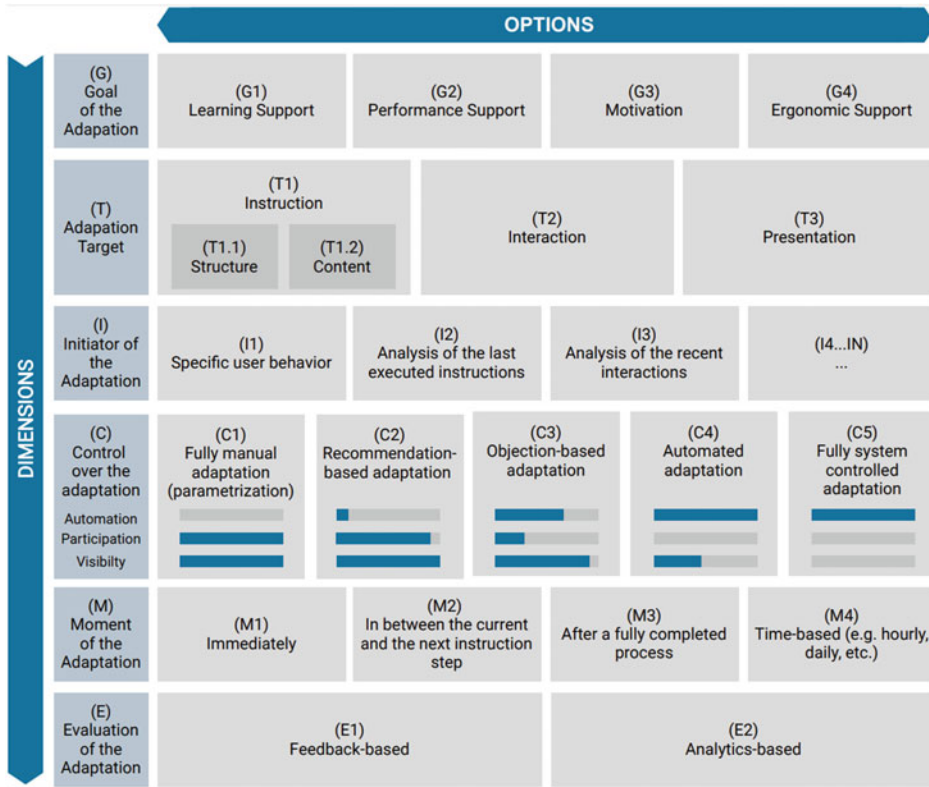 OPTIONS
DIMENSIONS
(G)
Goal
of the
Adapation
(G1)
Learning Support
(G2)
Performance Support
(G3)
Motivation
(G4)
Ergonomic Support
(T)
Adapation
Target
(T1)
Instruction
(T1.1)
Structure
(T1.2)
Content
(T2)
Interaction
(T3)
Presentation
(I)
Initiator of
the
Adaptation
(I1)
Specific user behavior
(I2)
Analysis of the last
executed instructions
(I3)
Analysis of the recent
interactions
(I4...IN)
...
(C)
Control
over the
adaptation
Automation
Participation
Visibilty
(C1)
Fully manual
adaptation
(parametrization)
(C2)
Recommendation-
based adaptation
(C3)
Objection-based
adaptation
(C4)
Automated
adaptation
(C5)
Fully system
controlled
adaptation
(M)
Moment
of the
Adaptation
(M1)
Immediately
(M2)
In between the current
and the next instruction
step
(M3)
After a fully completed
process
(M4)
Time-based (e.g. hourly,
daily, etc.)
(E)
Evaluation
of the
Adaptation
(E1)
Feedback-based
(E2)
Analytics-based